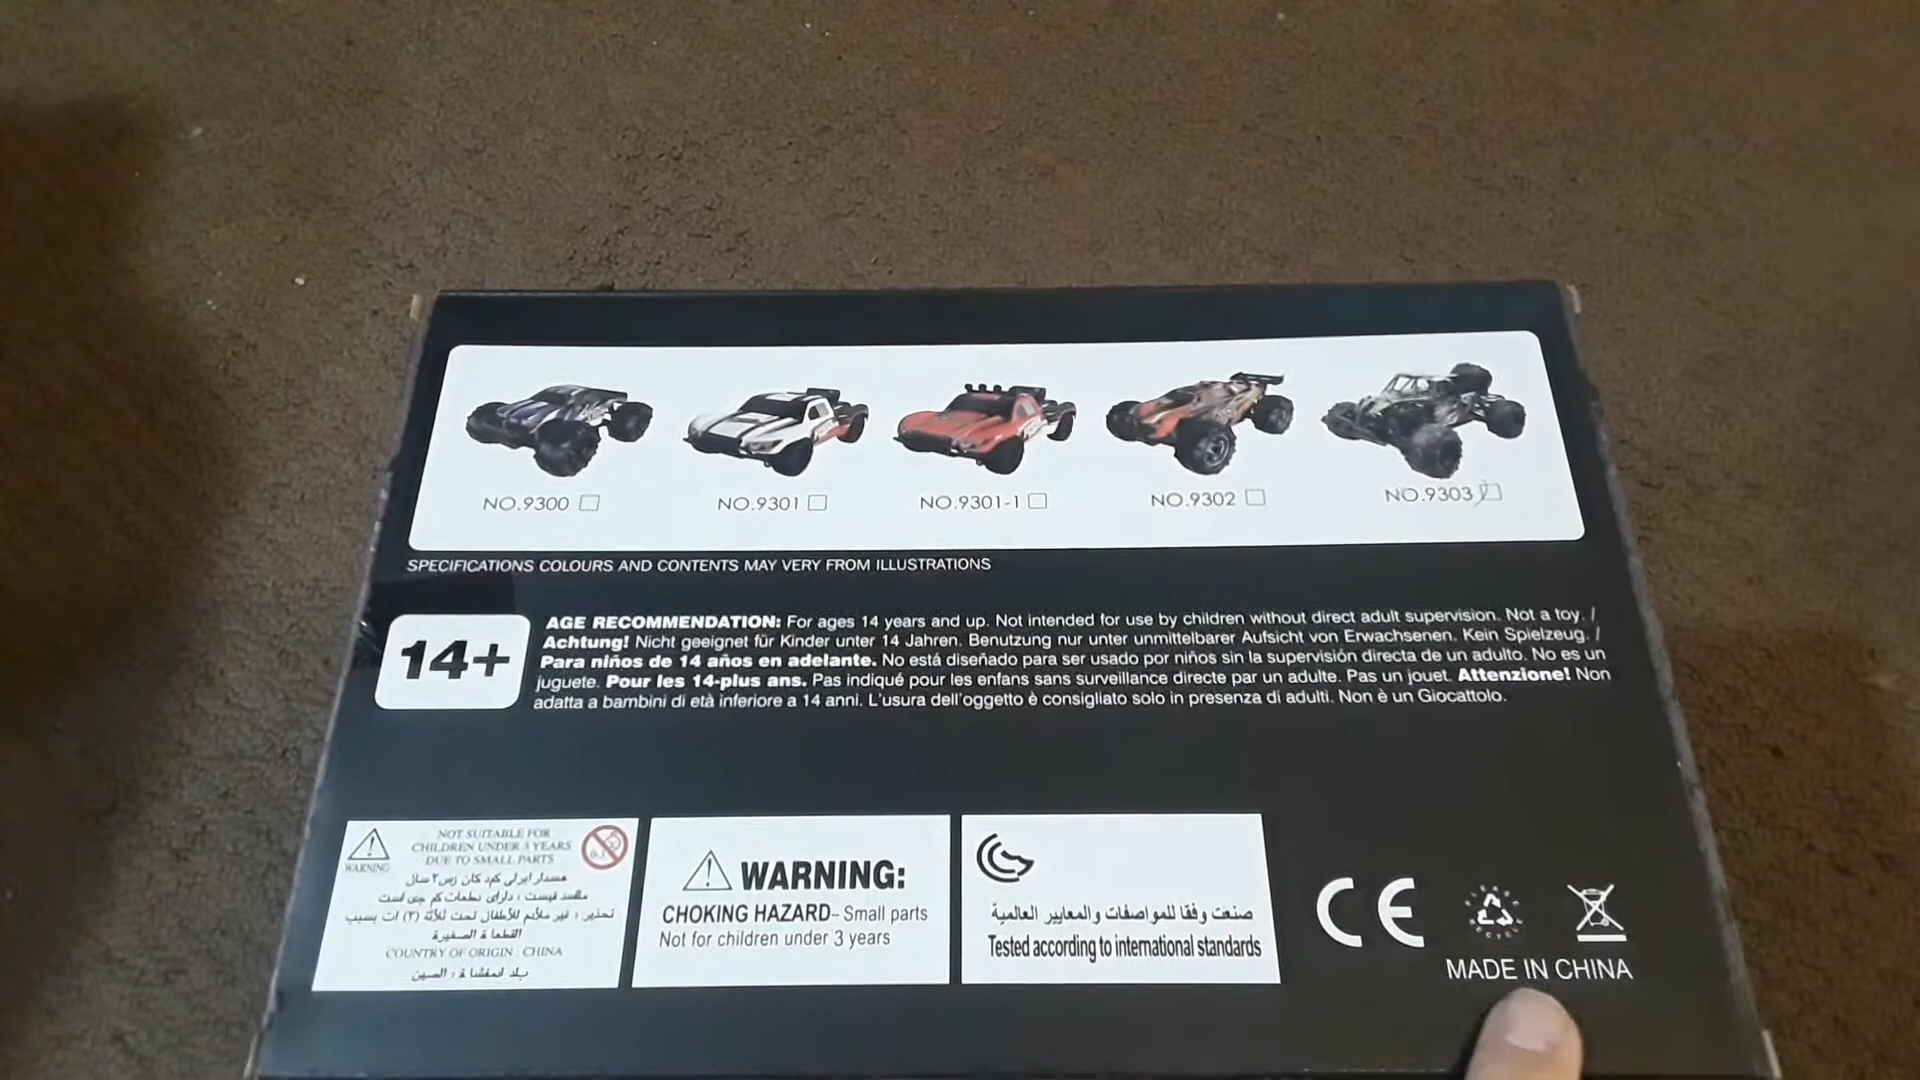 NO.9300
NO.9301
NO.9301-1
NO.9302
NO.9303
SPECIFICATIONS COLOURS AND CONTENTS MAY VERY FROM ILLUSTRATIONS
14+
AGE RECOMMENDATION: For ages 14 years and up. Not intended for use by children without direct adult supervision. Not a toy. /
Achtung! Nicht geeignet für Kinder unter 14 Jahren. Benutzung nur unter unmittelbarer Aufsicht von Erwachsenen. Kein Spielzeug. /
Para niños de 14 años en adelante. No está diseñado para ser usado por niños sin la supervisión directa de un adulto. No es un
juguete. Pour les 14-plus ans. Pas indiqué pour les enfans sans surveillance directe par un adulte. Pas un jouet. Attenzione! Non
adatta a bambini di età inferiore a 14 anni. L'usura dell'oggetto è consigliato solo in presenza di adulti. Non è un Giocattolo.
WARNING
NOT SUITABLE FOR
CHILDREN UNDER 3 YEARS
DUE TO SMALL PARTS
0-3
COUNTRY OF ORIGIN : CHINA
WARNING:
CHOKING HAZARD– Small parts
Not for children under 3 years
صنعت وفقا للمواصفات والمعايير العالمية
Tested according to international standards
CE
MADE IN CHINA